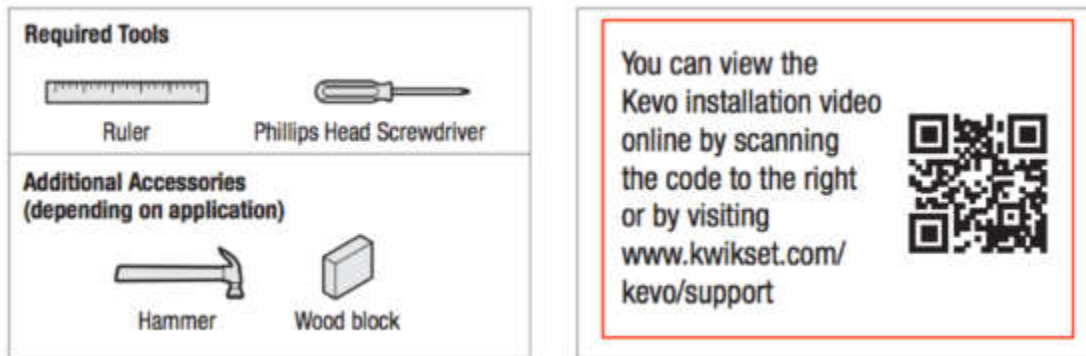 Required Tools
Ruler
Phillips Head Screwdriver
Additional Accessories
(depending on application)
Hammer
Wood block
You can view the
Kevo installation video
online by scanning
the code to the right
or by visiting
www.kwikset.com/
kevo/support